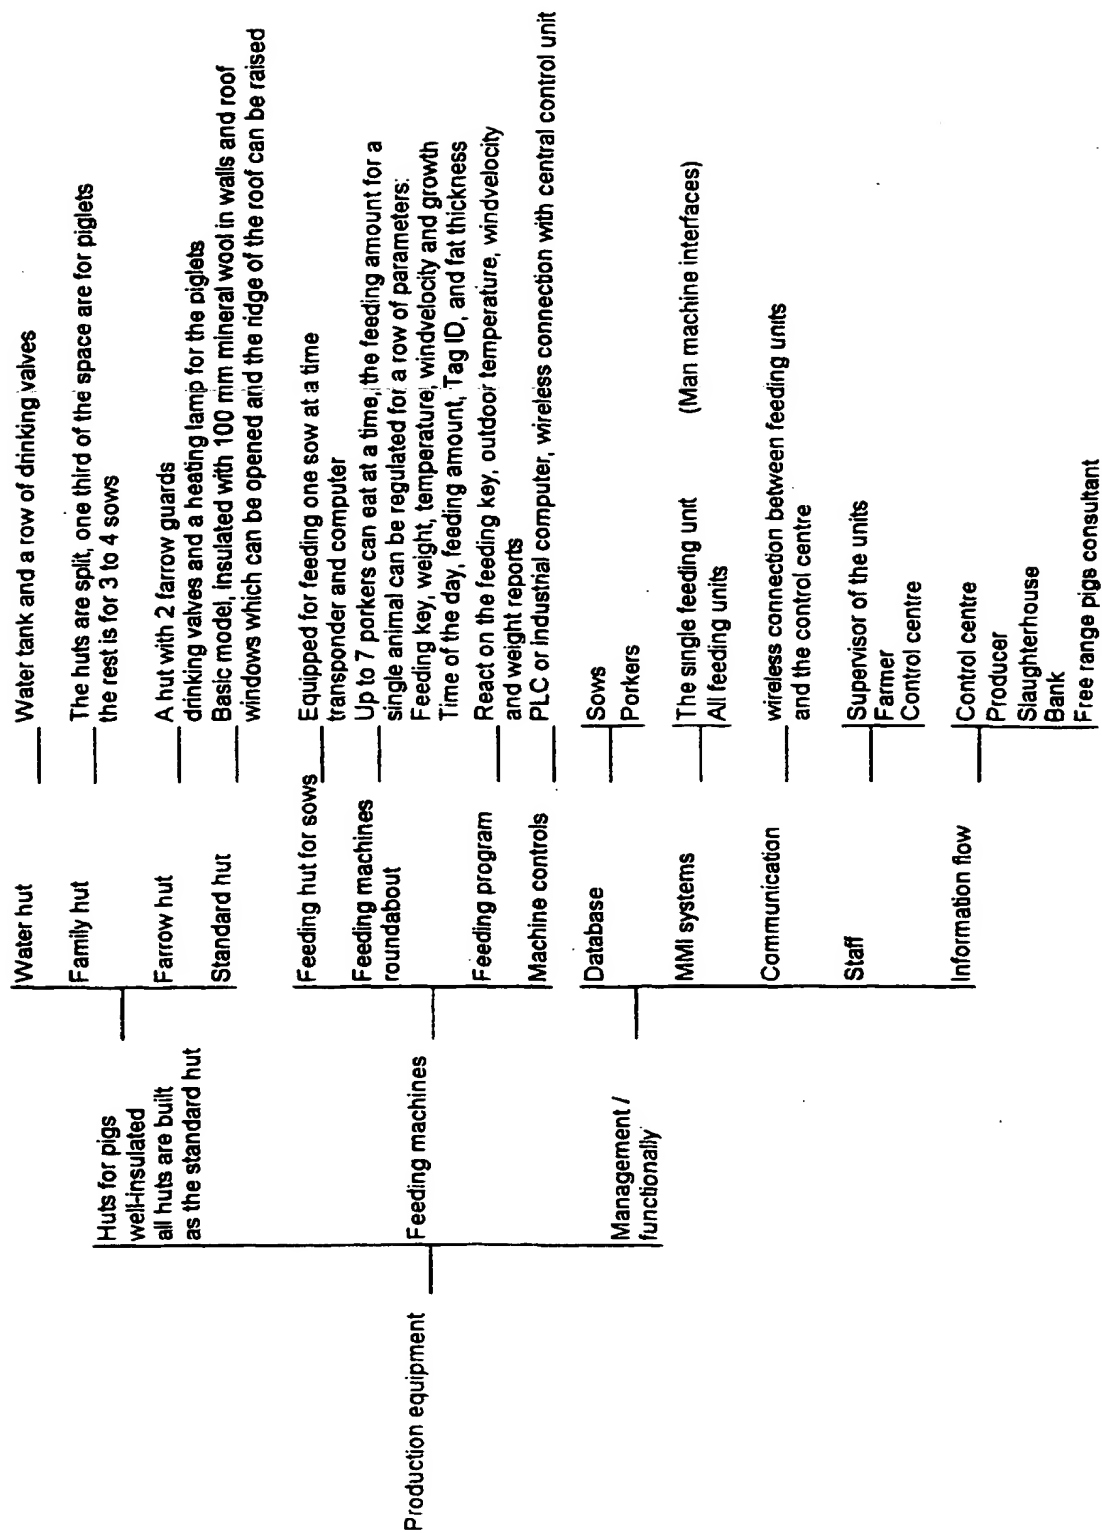 Production equipment
Huts for pigs
well-insulated
all huts are built
as the standard hut
Water hut
Water tank and a row of drinking valves
Family hut
The huts are split, one third of the space are for piglets
the rest is for 3 to 4 sows
Farrow hut
A hut with 2 farrow guards
drinking valves and a heating lamp for the piglets
Standard hut
Basic model, insulated with 100 mm mineral wool in walls and roof
windows which can be opened and the ridge of the roof can be raised
Feeding machines
Feeding hut for sows
Equipped for feeding one sow at a time
transponder and computer
Feeding machines
roundabout
Up to 7 porkers can eat at a time, the feeding amount for a
single animal can be regulated for a row of parameters:
Feeding key, weight, temperature, windvelocity and growth
Time of the day, feeding amount, Tag ID, and fat thickness
Feeding program
React on the feeding key, outdoor temperature, windvelocity
and weight reports
Machine controls
PLC or industrial computer, wireless connection with central control unit
Management /
functionally
Database
Sows
Porkers
MMI systems
The single feeding unit (Man machine interfaces)
All feeding units
Communication
wireless connection between feeding units
and the control centre
Staff
Supervisor of the units
Farmer
Control centre
Information flow
Control centre
Producer
Slaughterhouse
Bank
Free range pigs consultant